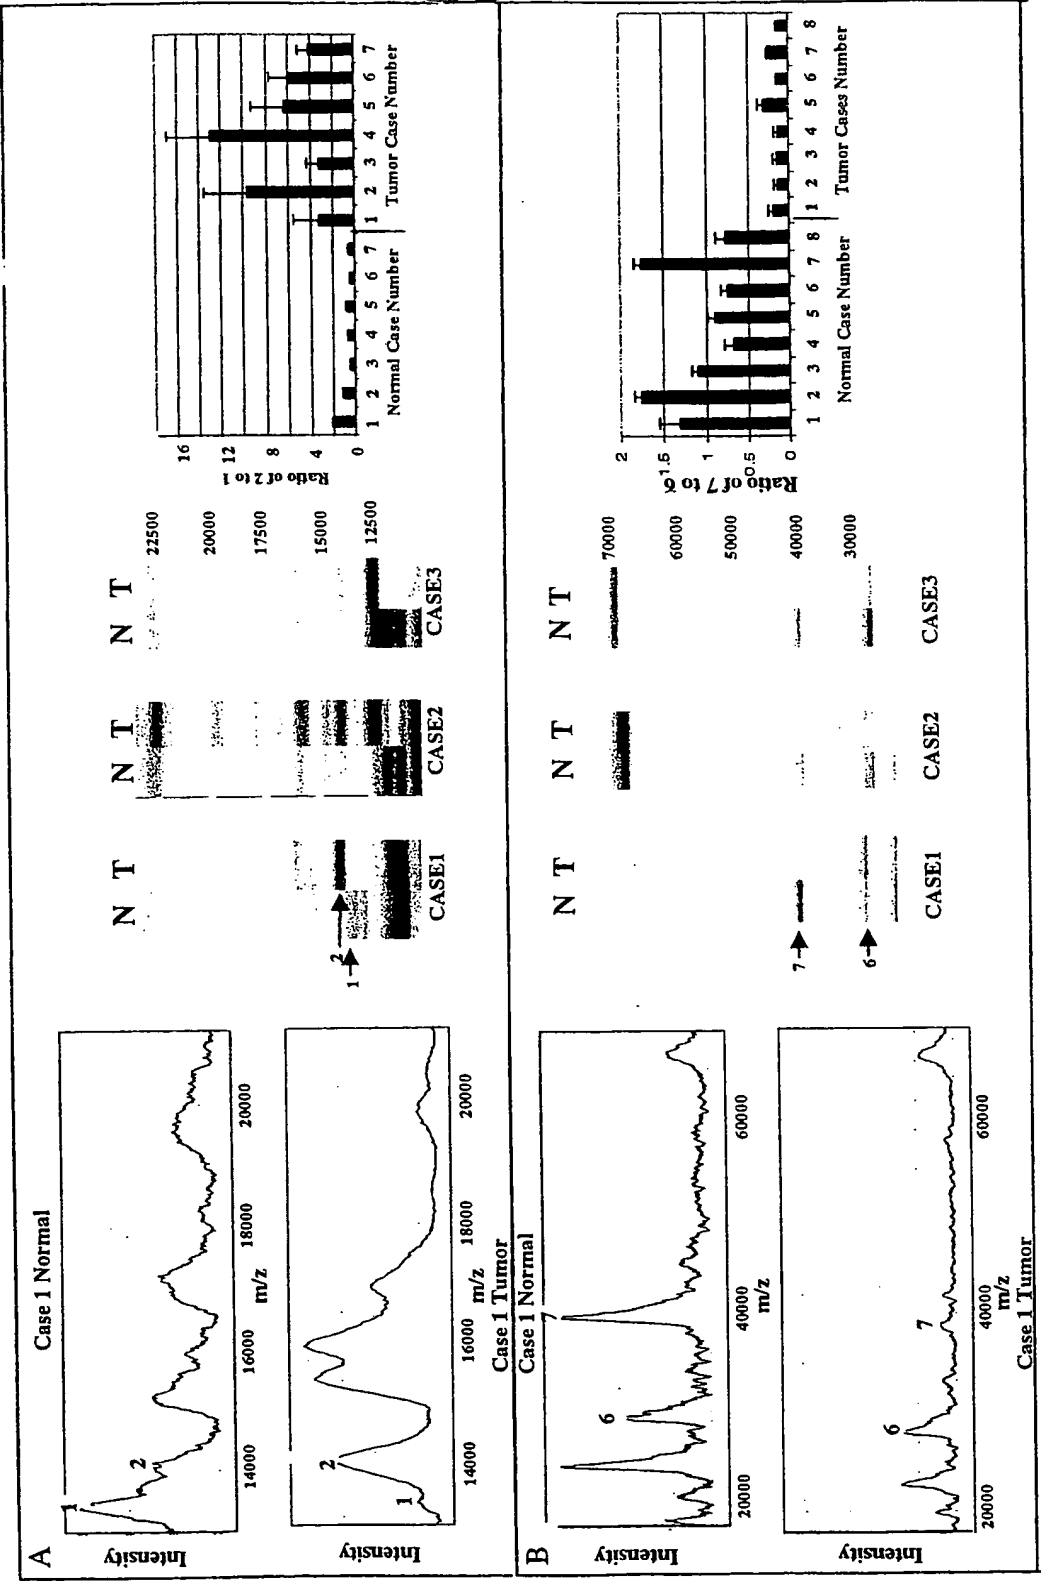 A
Case 1 Normal
1
2
Intensity
14000
16000
18000
20000
m/z
1
2
Intensity
14000
16000
18000
20000
m/z
Case 1 Tumor
N T
N T
N T
1
2
CASE1
CASE2
CASE3
22500
20000
17500
15000
12500
Ratio of 2 to 1
16
12
8
4
0
1 2 3 4 5 6 7 1 2 3 4 5 6 7
Normal Case Number
Tumor Case Number
B
Case 1 Normal
7
6
Intensity
20000
40000
60000
m/z
6
7
Intensity
20000
40000
60000
m/z
Case 1 Tumor
N T
N T
N T
7
6
CASE1
CASE2
CASE3
70000
60000
50000
40000
30000
Ratio of 7 to 6
2
1.5
1
0.5
0
1 2 3 4 5 6 7 8 1 2 3 4 5 6 7 8
Normal Case Number
Tumor Cases Number